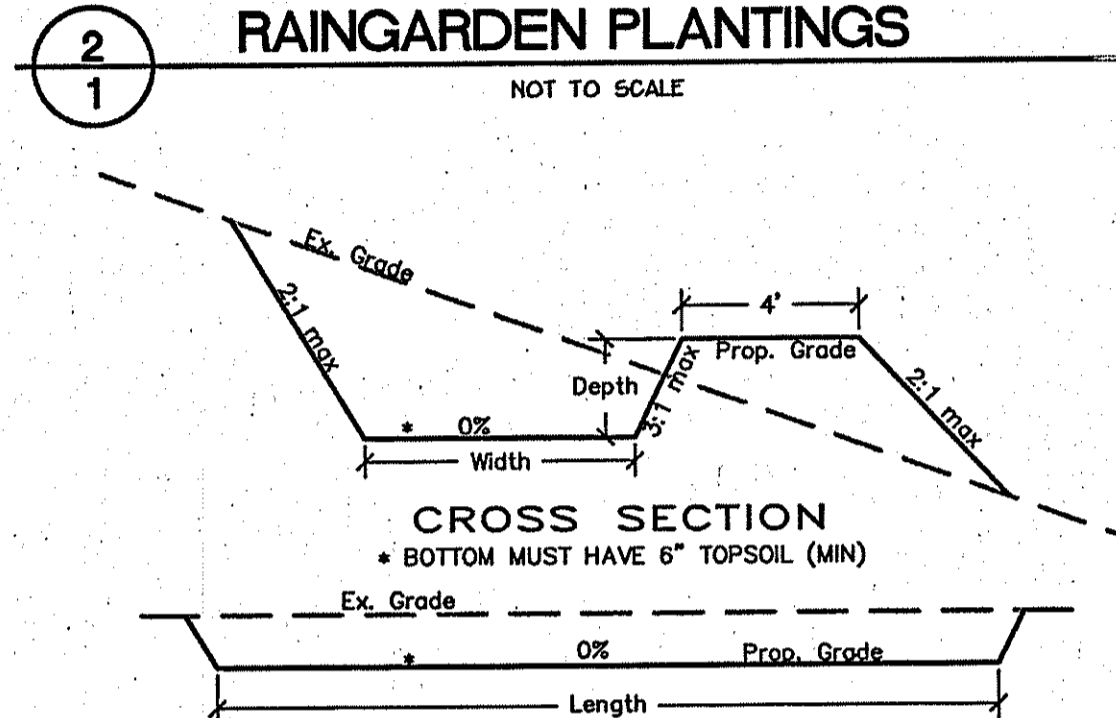 2
1
RAINGARDEN PLANTINGS
NOT TO SCALE
Ex. Grade
2:1 max
4'
Prop. Grade
Depth
3:1 max
2:1 max
* 0%
Width
CROSS SECTION
* BOTTOM MUST HAVE 6" TOPSOIL (MIN)
Ex. Grade
* 0% Prop. Grade
Length